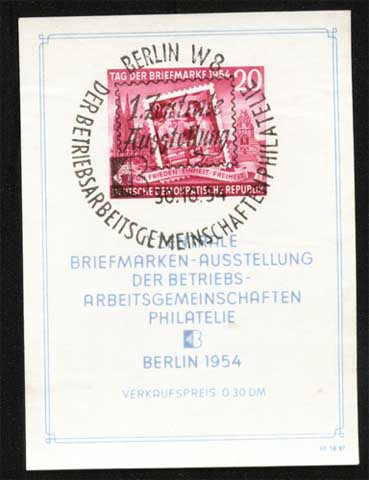 BERLIN W8
DER BETRIEBSARBEITSGEMEINSCHAFTEN PHILATELIE
TAG DER BRIEFMARKE 1954
20
1. Zentrale
Ausstellung
FRIEDEN · EINHEIT · FREIHEIT
DEUTSCHE DEMOKRATISCHE REPUBLIK
30.10.54
ZENTRALE
BRIEFMARKEN-AUSSTELLUNG
DER BETRIEBS-
ARBEITSGEMEINSCHAFTEN
PHILATELIE
B
BERLIN 1954
VERKAUFSPREIS 0.30 DM